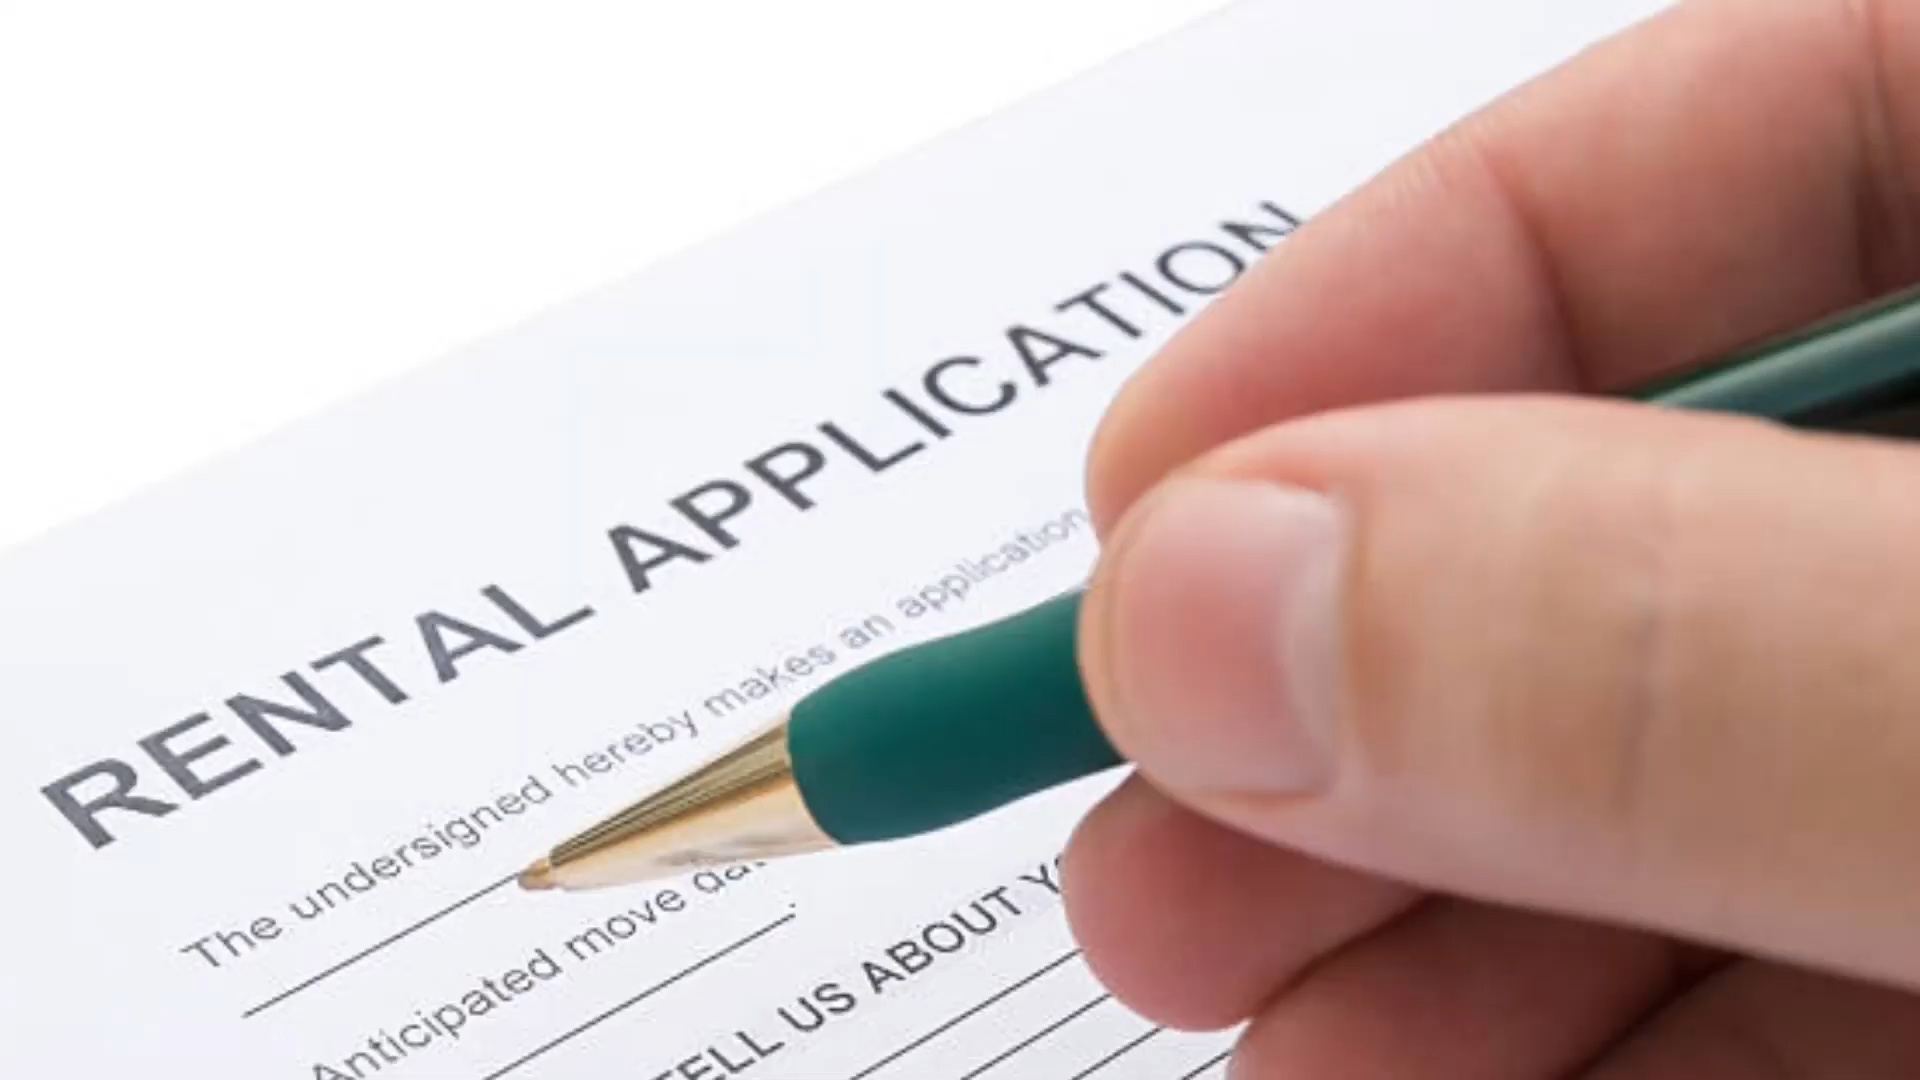 RENTAL APPLICATION
The undersigned hereby makes an application
Anticipated move
TELL US ABOUT